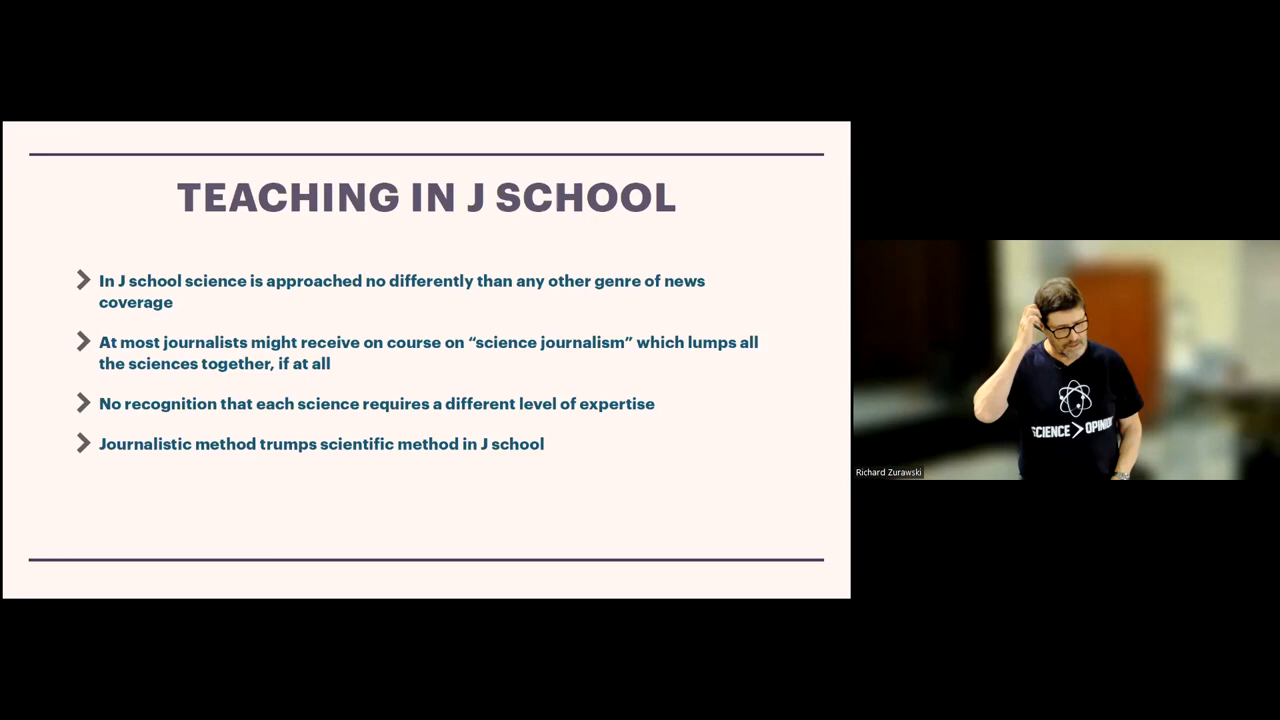 TEACHING IN J SCHOOL
In J school science is approached no differently than any other genre of news
coverage
At most journalists might receive on course on “science journalism” which lumps all
the sciences together, if at all
No recognition that each science requires a different level of expertise
Journalistic method trumps scientific method in J school
SCIENCE > OPINION
Richard Zurawski